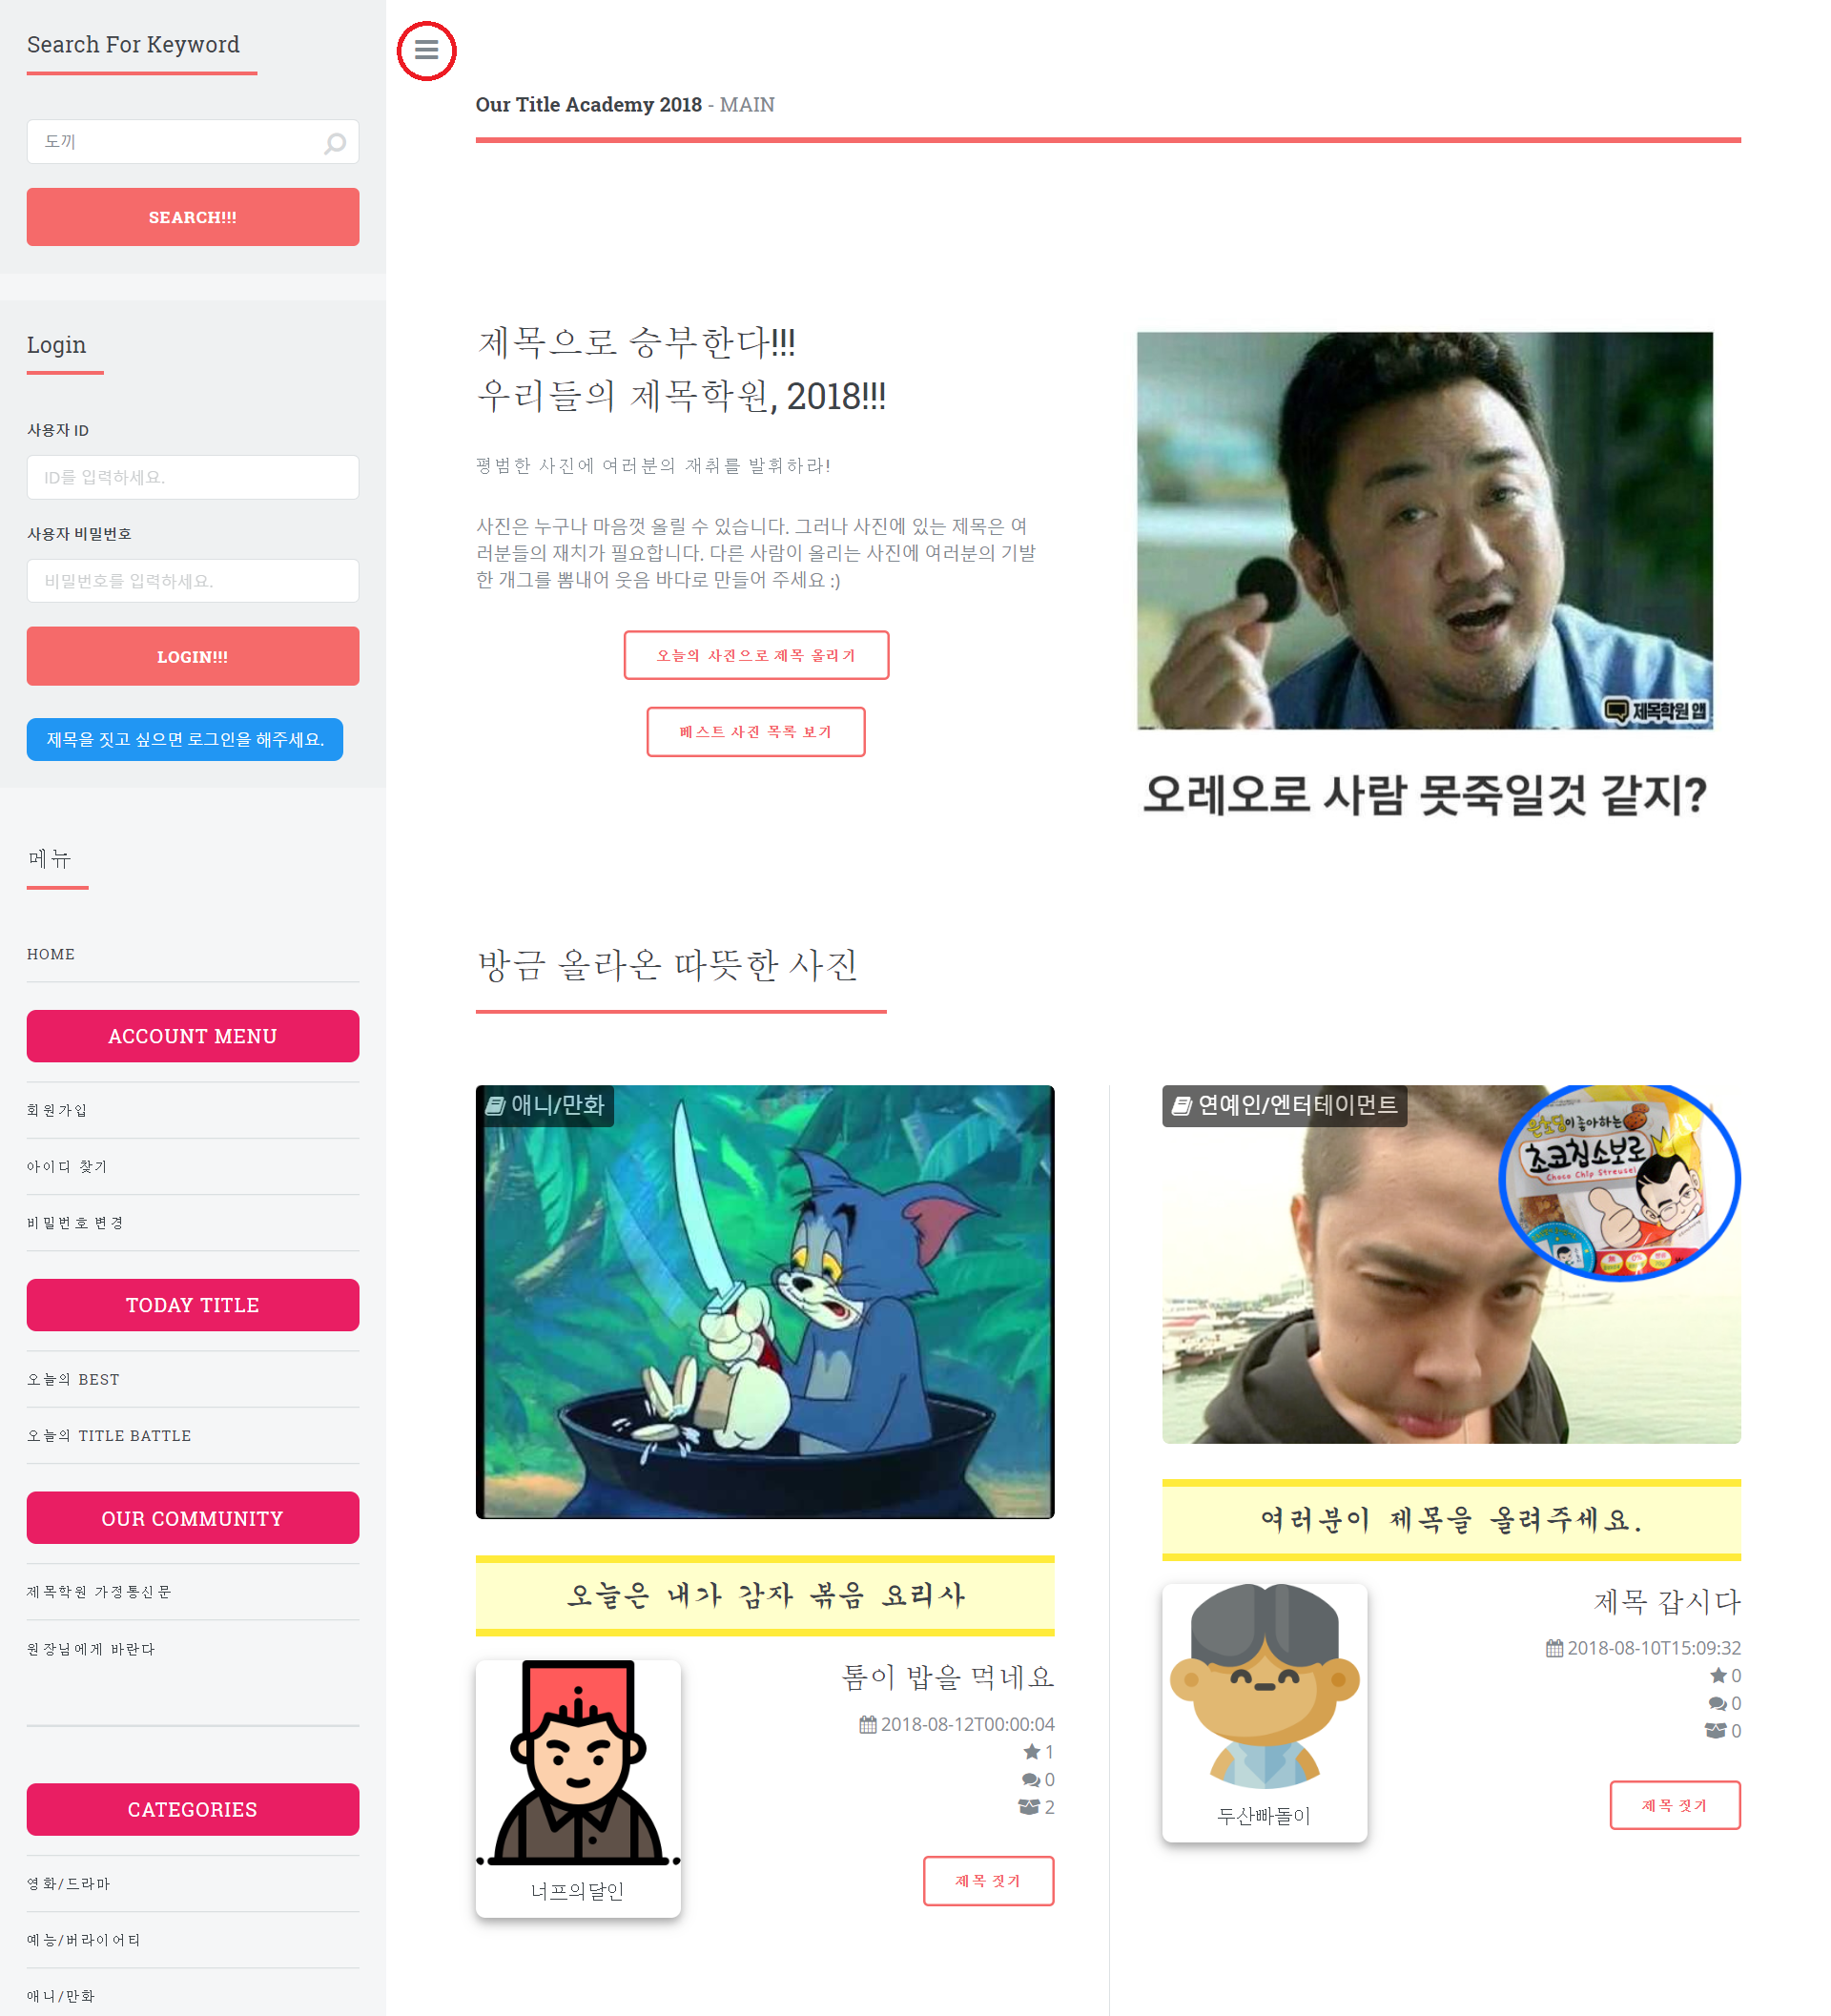 Search For Keyword
도끼
SEARCH!!!
Login
사용자 ID
ID를 입력하세요.
사용자 비밀번호
비밀번호를 입력하세요.
LOGIN!!!
제목을 짓고 싶으면 로그인을 해주세요.
메뉴
HOME
ACCOUNT MENU
회원가입
아이디 찾기
비밀번호 변경
TODAY TITLE
오늘의 BEST
오늘의 TITLE BATTLE
OUR COMMUNITY
제목학원 가정통신문
원장님에게 바란다
CATEGORIES
영화/드라마
예능/버라이어티
애니/만화
Our Title Academy 2018 - MAIN
제목으로 승부한다!!!
우리들의 제목학원, 2018!!!
평범한 사진에 여러분의 재취를 발휘하라!
사진은 누구나 마음껏 올릴 수 있습니다. 그러나 사진에 있는 제목은 여
러분들의 재치가 필요합니다. 다른 사람이 올리는 사진에 여러분의 기발
한 개그를 뽐내어 웃음 바다로 만들어 주세요 :)
오늘의 사진으로 제목 올리기
베스트 사진 목록 보기
제목학원 앱
오레오로 사람 못죽일것 같지?
방금 올라온 따뜻한 사진
애니/만화
오늘은 내가 감자 볶음 요리사
톰이 밥을 먹네요
2018-08-12T00:00:04
1
0
2
너프의달인
제목 짓기
연예인/엔터테이먼트
은초딩이 좋아하는
초코칩소보로
Choco Chip Streusel
여러분이 제목을 올려주세요.
제목 갑시다
2018-08-10T15:09:32
0
0
0
두산빠돌이
제목 짓기